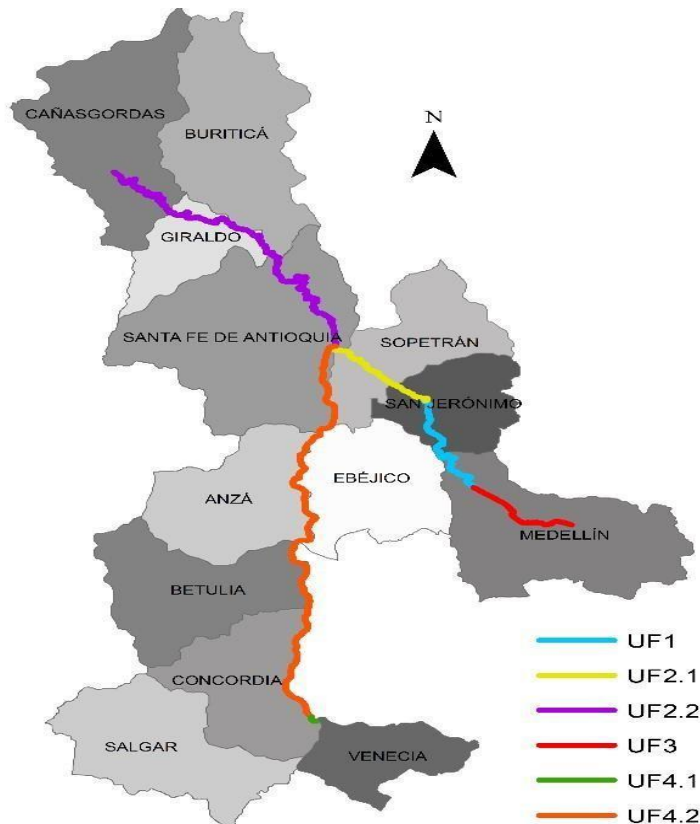 CAÑASGORDAS
BURITICÁ
N
GIRALDO
SANTA FE DE ANTIOQUIA
SOPETRÁN
SAN JERÓNIMO
ANZÁ
EBÉJICO
MEDELLÍN
BETULIA
CONCORDIA
SALGAR
VENECIA
UF1
UF2.1
UF2.2
UF3
UF4.1
UF4.2